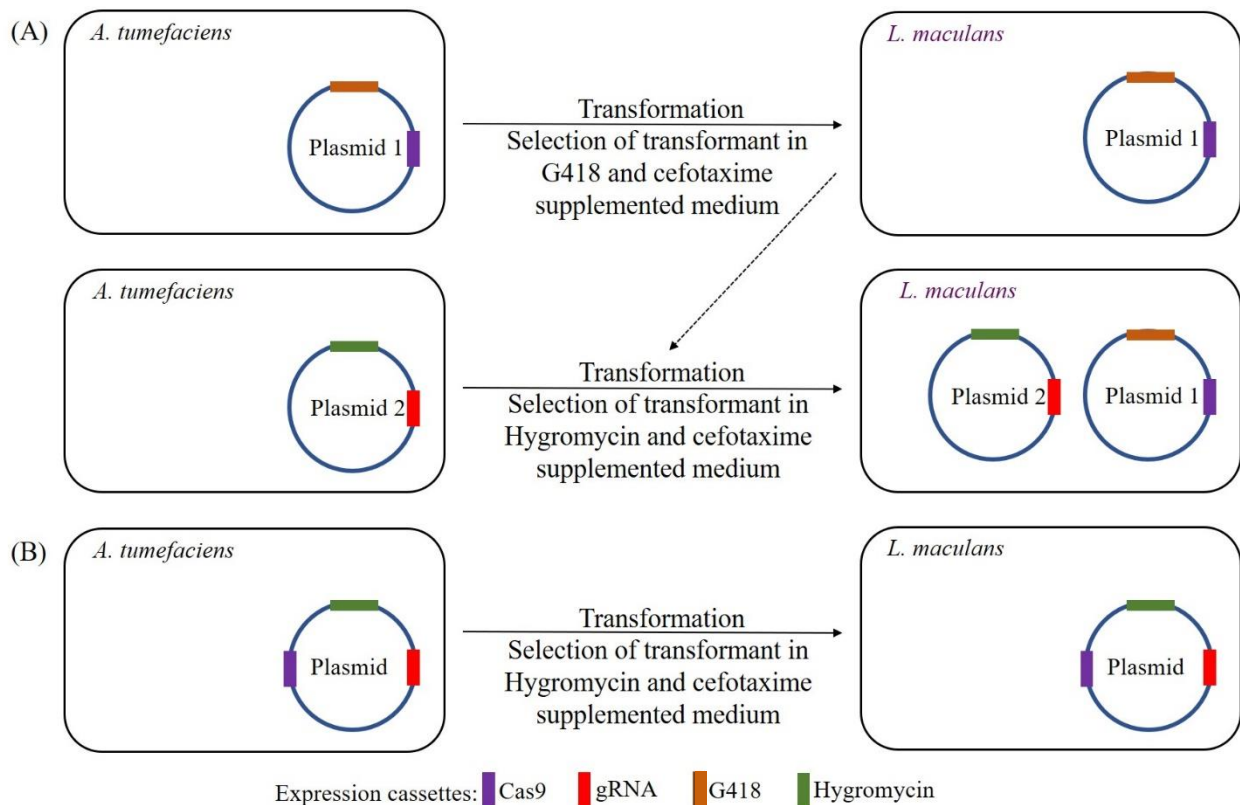 (A)
A. tumefaciens
L. maculans
Plasmid 1
Transformation
Selection of transformant in
G418 and cefotaxime
supplemented medium
Plasmid 1
A. tumefaciens
L. maculans
Plasmid 2
Transformation
Selection of transformant in
Hygromycin and cefotaxime
supplemented medium
Plasmid 2
Plasmid 1
(B)
A. tumefaciens
L. maculans
Plasmid
Transformation
Selection of transformant in
Hygromycin and cefotaxime
supplemented medium
Plasmid
Expression cassettes: Cas9 gRNA G418 Hygromycin